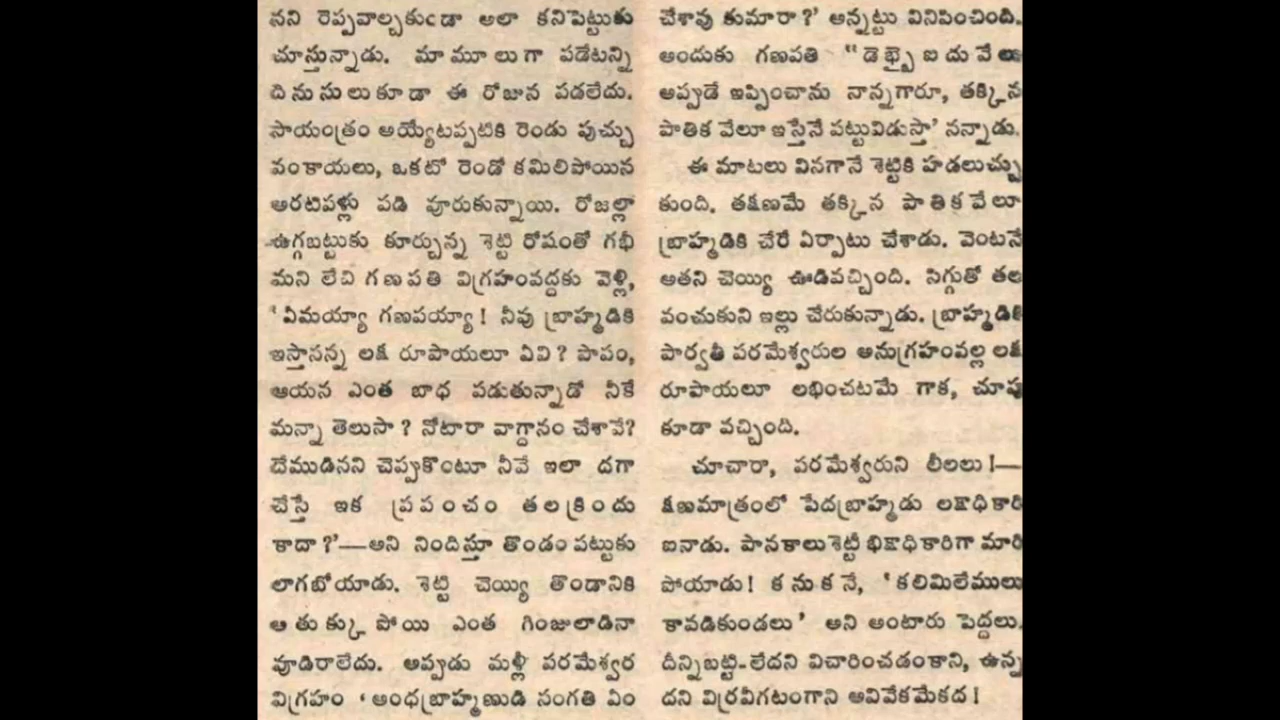 నని రెప్పవాల్చకుండా అలా కనిపెట్టుకు
చూస్తున్నాడు. మామూలుగా పడేటన్ని
దినుసులుకూడా ఈ రోజున పడలేదు.
సాయంత్రం అయ్యేటప్పటికి రెండు పుచ్చు
వంకాయలు, ఒకటో రెండో కమిలిపోయిన
అరటిపళ్లు పడి వూరుకున్నాయి. రోజల్లా
ఉగ్గబట్టుకు కూర్చున్న శెట్టి రోషంతో గభీ
మని లేచి గణపతి విగ్రహంవద్దకు వెళ్లి,
'ఏమయ్యా గణపయ్యా! నీవు బ్రాహ్మడికి
ఇస్తానన్న లక్ష రూపాయలూ ఏవి? పాపం,
ఆయన ఎంత బాధ పడుతున్నాడో నీకే
మన్నా తెలుసా? నోటారా వాగ్దానం చేశావే?
దేముడినని చెప్పుకొంటూ నీవే ఇలా దగా
చేస్తే ఇక ప్రపంచం తలక్రిందు
కాదా?'—అని నిందిస్తూ తొండం పట్టుకు
లాగబోయాడు. శెట్టి చెయ్యి తొండానికి
అతుక్కుపోయి ఎంత గింజులాడినా
వూడిరాలేదు. అప్పుడు మళ్లీ పరమేశ్వర
విగ్రహం 'అంధబ్రాహ్మణుడి సంగతి ఏం
చేశావు కుమారా?' అన్నట్టు వినిపించింది.
అందుకు గణపతి "డెభ్భైఐదువేలు
అప్పుడే ఇప్పించాను నాన్నగారూ, తక్కిన
పాతికవేలూ ఇస్తేనే పట్టువిడుస్తా' నన్నాడు.
ఈ మాటలు వినగానే శెట్టికి హడలుచ్చు
కుంది. తక్షణమే తక్కిన పాతికవేలూ
బ్రాహ్మడికి చేరే ఏర్పాటు చేశాడు. వెంటనే
అతని చెయ్యి ఊడివచ్చింది. సిగ్గుతో తల
వంచుకుని ఇల్లు చేరుకున్నాడు. బ్రాహ్మడికి
పార్వతీ పరమేశ్వరుల అనుగ్రహంవల్ల లక్ష
రూపాయలూ లభించటమే గాక, చూపు
కూడా వచ్చింది.
చూచారా, పరమేశ్వరుని లీలలు!—
క్షణమాత్రంలో పేదబ్రాహ్మడు లక్షాధికారి
ఐనాడు. పానకాలుశెట్టి భిక్షాధికారిగా మారి
పోయాడు! కనుకనే, 'కలిమిలేములు
కావడికుండలు' అని అంటారు పెద్దలు.
దీన్నిబట్టి-లేదని విచారించడంకాని, ఉన్న
దని విర్రవీగటంగాని అవివేకమేకద!